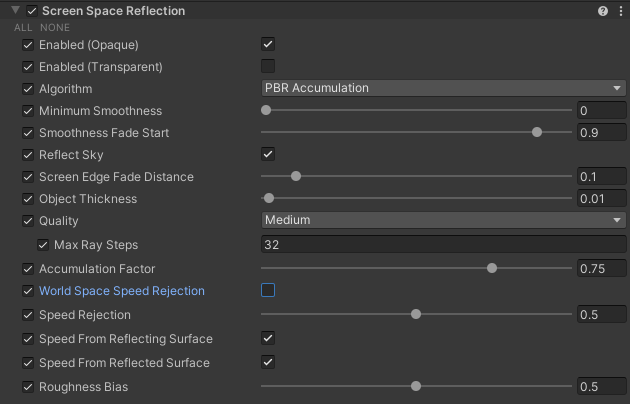 Screen Space Reflection
ALL NONE
Enabled (Opaque)
Enabled (Transparent)
Algorithm PBR Accumulation
Minimum Smoothness 0
Smoothness Fade Start 0.9
Reflect Sky
Screen Edge Fade Distance 0.1
Object Thickness 0.01
Quality Medium
Max Ray Steps 32
Accumulation Factor 0.75
World Space Speed Rejection
Speed Rejection 0.5
Speed From Reflecting Surface
Speed From Reflected Surface
Roughness Bias 0.5